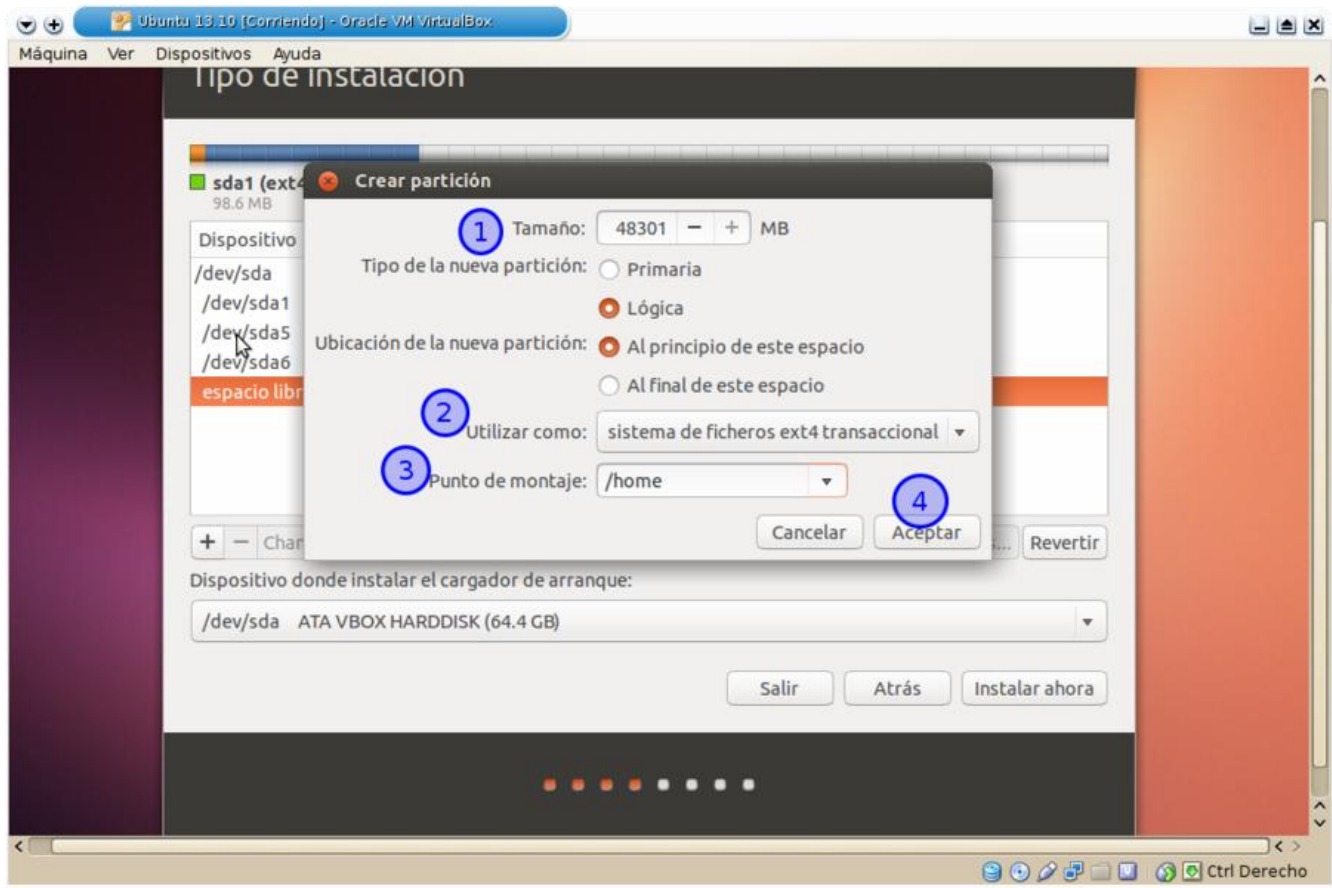 Ubuntu 13.10 [Corriendo] - Oracle VM VirtualBox
Máquina Ver Dispositivos Ayuda
Tipo de instalación
sda1 (ext4
98.6 MB
Crear partición
1 Tamaño: 48301 − + MB
Tipo de la nueva partición: Primaria
Lógica
Ubicación de la nueva partición: Al principio de este espacio
Al final de este espacio
2 Utilizar como: sistema de ficheros ext4 transaccional
3 Punto de montaje: /home
4
Cancelar Aceptar
Dispositivo
/dev/sda
/dev/sda1
/dev/sda5
/dev/sda6
espacio libr
+ − Chan
... Revertir
Dispositivo donde instalar el cargador de arranque:
/dev/sda ATA VBOX HARDDISK (64.4 GB)
Salir Atrás Instalar ahora
Ctrl Derecho